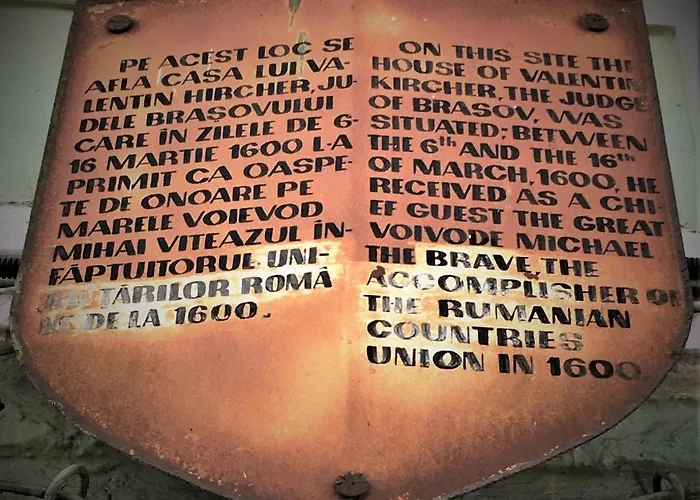 PE ACEST LOC SE
AFLA CASA LUI VA-
LENTIN HIRCHER, JU-
DELE BRAȘOVULUI
CARE ÎN ZILELE DE 6-
16 MARTIE 1600 L-A
PRIMIT CA OASPE-
TE DE ONOARE PE
MARELE VOIEVOD
MIHAI VITEAZUL ÎN-
FĂPTUITORUL UNI-
ȚĂRILOR ROMÂ
DE LA 1600.
ON THIS SITE THE
HOUSE OF VALENTIN
KIRCHER, THE JUDGE
OF BRASOV, WAS
SITUATED; BETWEEN
THE 6th AND THE 16th
OF MARCH, 1600, HE
RECEIVED AS A CHI-
EF GUEST THE GREAT
VOIVODE MICHAEL
THE BRAVE, THE
ACCOMPLISHER OF
THE RUMANIAN
COUNTRIES
UNION IN 1600